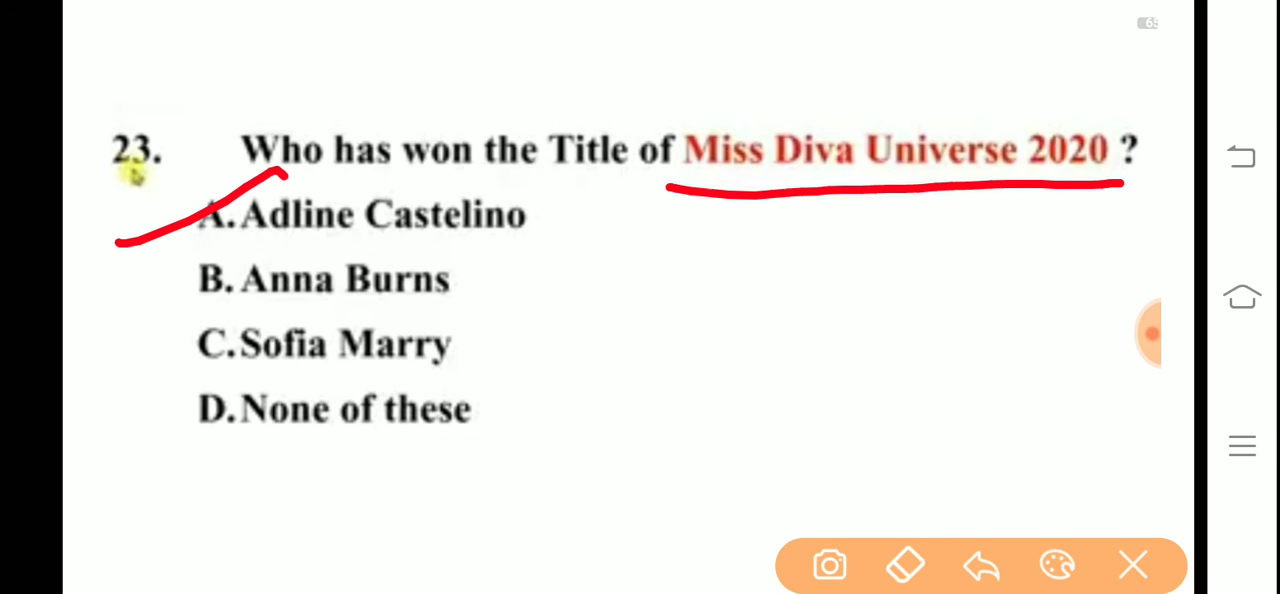 23. Who has won the Title of Miss Diva Universe 2020 ?
A. Adline Castelino
B. Anna Burns
C. Sofia Marry
D. None of these